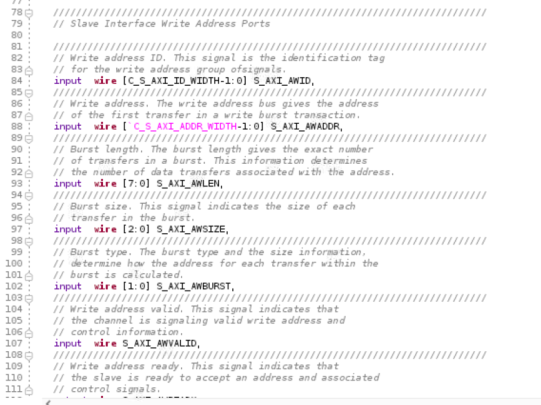 78 ////////////////////////////////////////////////////////////////////////////
79 // Slave Interface Write Address Ports
80
81 ////////////////////////////////////////////////////////////////////////////
82 // Write address ID. This signal is the identification tag
83 // for the write address group ofsignals.
84 input wire [C_S_AXI_ID_WIDTH-1:0] S_AXI_AWID,
85 ////////////////////////////////////////////////////////////////////////////
86 // Write address. The write address bus gives the address
87 // of the first transfer in a write burst transaction.
88 input wire [`C_S_AXI_ADDR_WIDTH-1:0] S_AXI_AWADDR,
89 ////////////////////////////////////////////////////////////////////////////
90 // Burst length. The burst length gives the exact number
91 // of transfers in a burst. This information determines
92 // the number of data transfers associated with the address.
93 input wire [7:0] S_AXI_AWLEN,
94 ////////////////////////////////////////////////////////////////////////////
95 // Burst size. This signal indicates the size of each
96 // transfer in the burst.
97 input wire [2:0] S_AXI_AWSIZE,
98 ////////////////////////////////////////////////////////////////////////////
99 // Burst type. The burst type and the size information,
100 // determine how the address for each transfer within the
101 // burst is calculated.
102 input wire [1:0] S_AXI_AWBURST,
103 ////////////////////////////////////////////////////////////////////////////
104 // Write address valid. This signal indicates that
105 // the channel is signaling valid write address and
106 // control information.
107 input wire S_AXI_AWVALID,
108 ////////////////////////////////////////////////////////////////////////////
109 // Write address ready. This signal indicates that
110 // the slave is ready to accept an address and associated
111 // control signals.